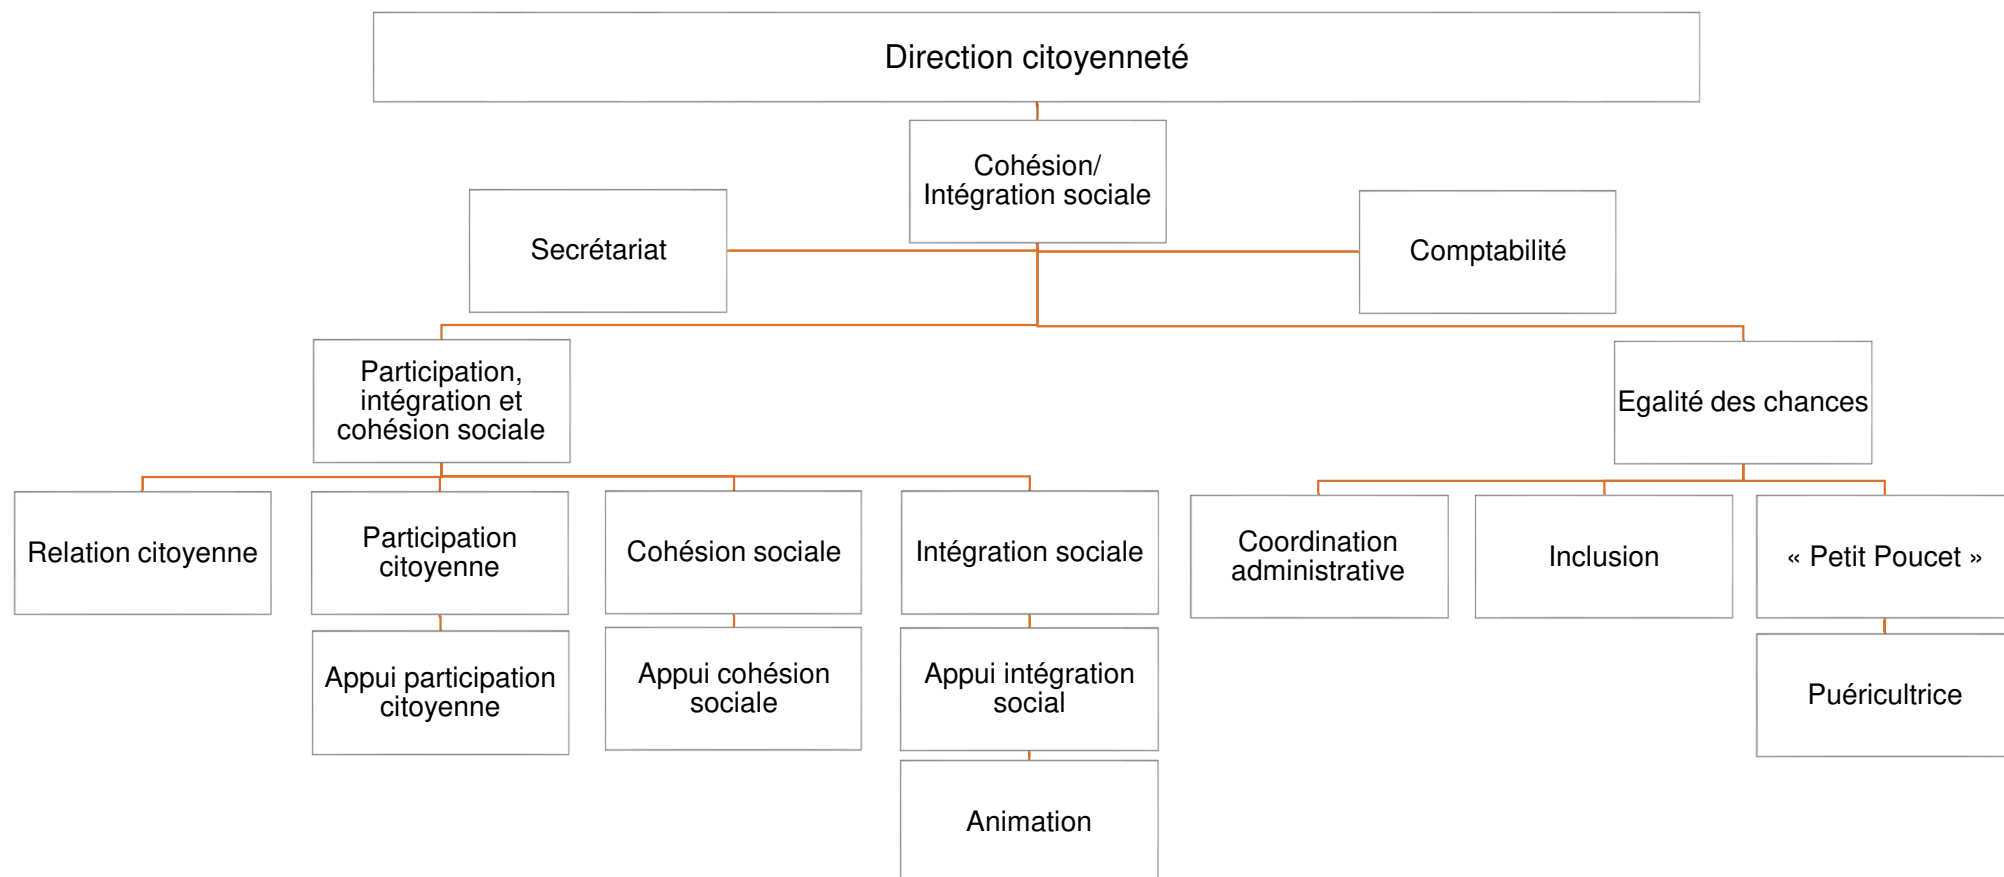 Direction citoyenneté
Cohésion/
Intégration sociale
Secrétariat
Comptabilité
Participation,
intégration et
cohésion sociale
Egalité des chances
Relation citoyenne
Participation
citoyenne
Cohésion sociale
Intégration sociale
Coordination
administrative
Inclusion
« Petit Poucet »
Appui participation
citoyenne
Appui cohésion
sociale
Appui intégration
social
Puéricultrice
Animation